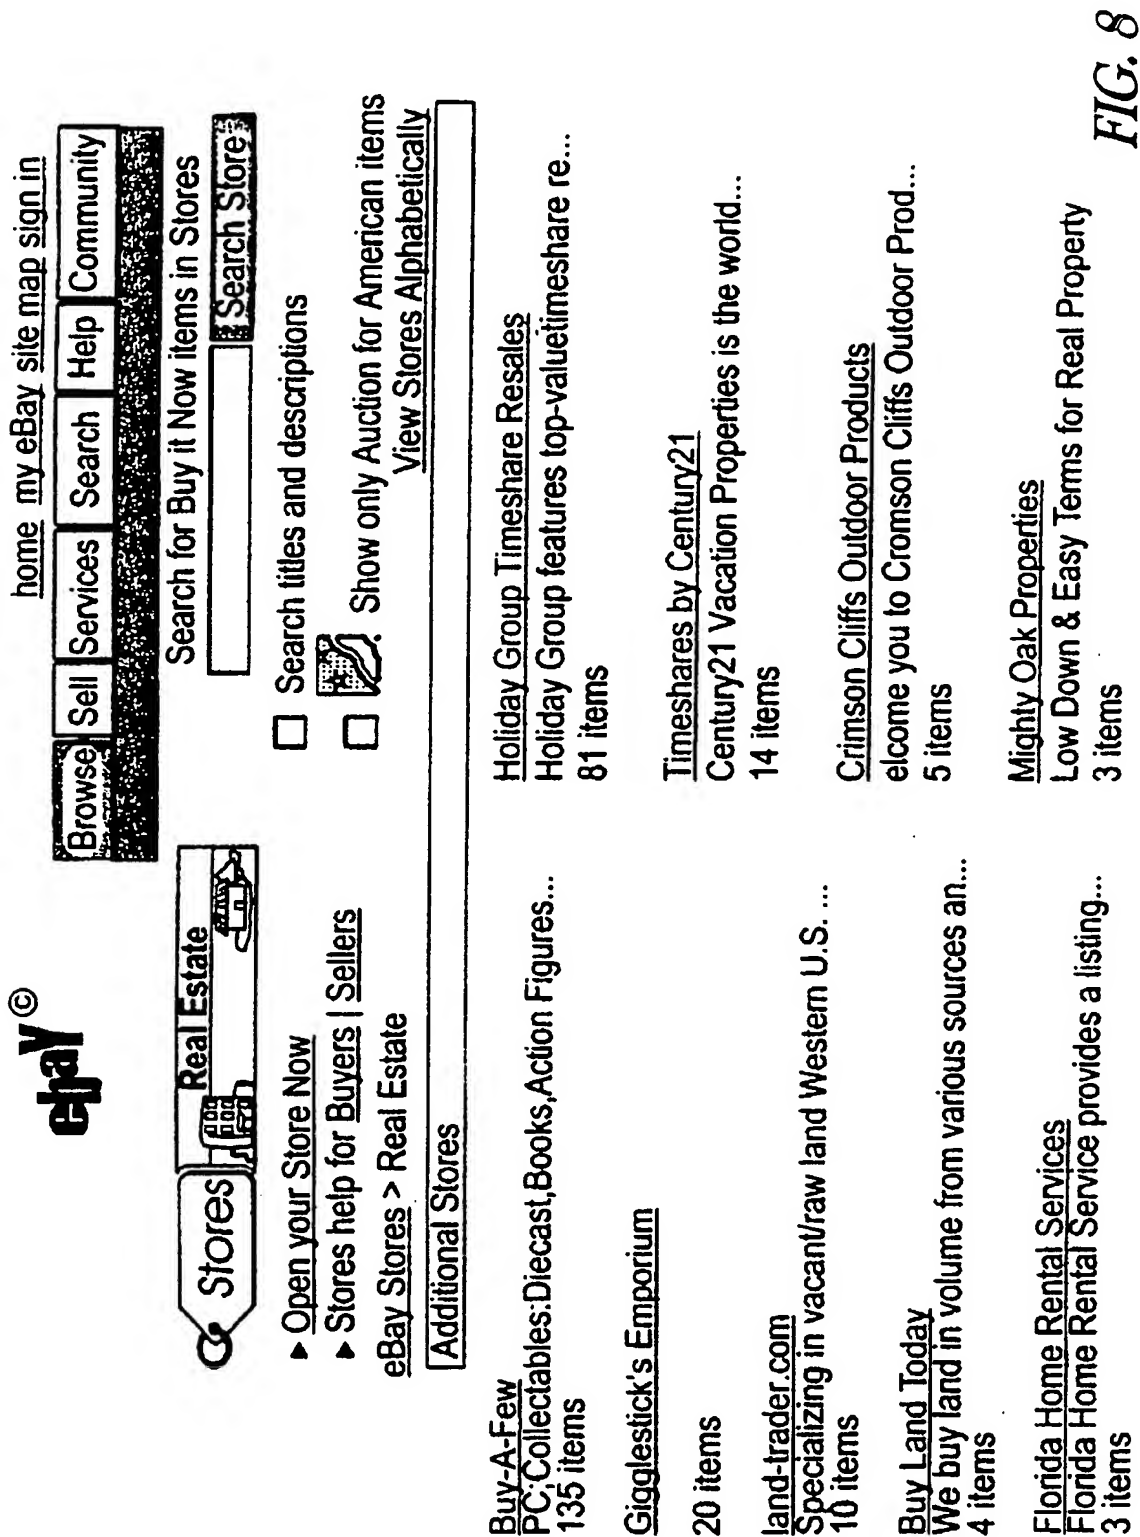 ebay©
home my eBay site map sign in
Browse Sell Services Search Help Community
Stores
Real Estate
Search for Buy it Now items in Stores
Search Store
▸ Open your Store Now
▸ Stores help for Buyers | Sellers
Search titles and descriptions
Show only Auction for American items
eBay Stores > Real Estate
View Stores Alphabetically
Additional Stores
Buy-A-Few
PC;Collectables:Diecast,Books,Action Figures...
135 items
Gigglestick's Emporium
20 items
land-trader.com
Specializing in vacant/raw land Western U.S. ...
10 items
Buy Land Today
We buy land in volume from various sources an...
4 items
Florida Home Rental Services
Florida Home Rental Service provides a listing...
3 items
Holiday Group Timeshare Resales
Holiday Group features top-valuetimeshare re...
81 items
Timeshares by Century21
Century21 Vacation Properties is the world...
14 items
Crimson Cliffs Outdoor Products
elcome you to Cromson Cliffs Outdoor Prod...
5 items
Mighty Oak Properties
Low Down & Easy Terms for Real Property
3 items
FIG. 8